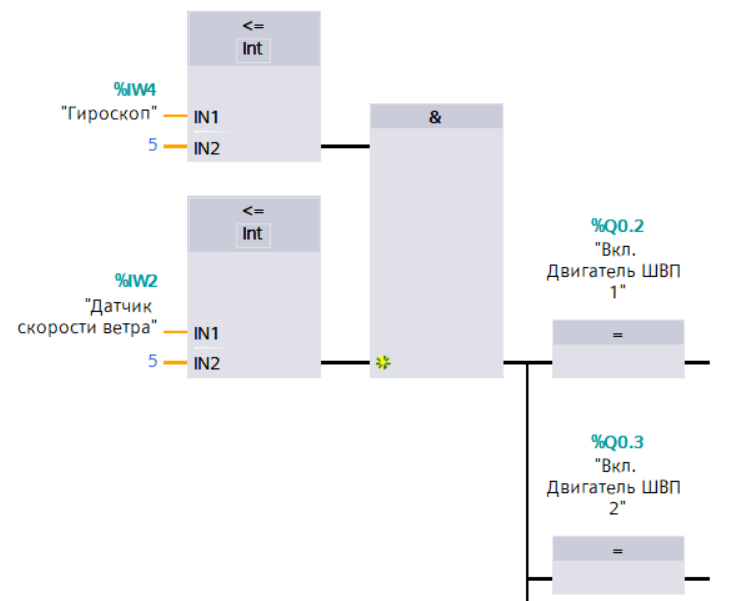 <=
Int
%IW4
"Гироскоп"
IN1
5
IN2
&
<=
Int
%IW2
"Датчик
скорости ветра"
IN1
5
IN2
%Q0.2
"Вкл.
Двигатель ШВП
1"
=
%Q0.3
"Вкл.
Двигатель ШВП
2"
=